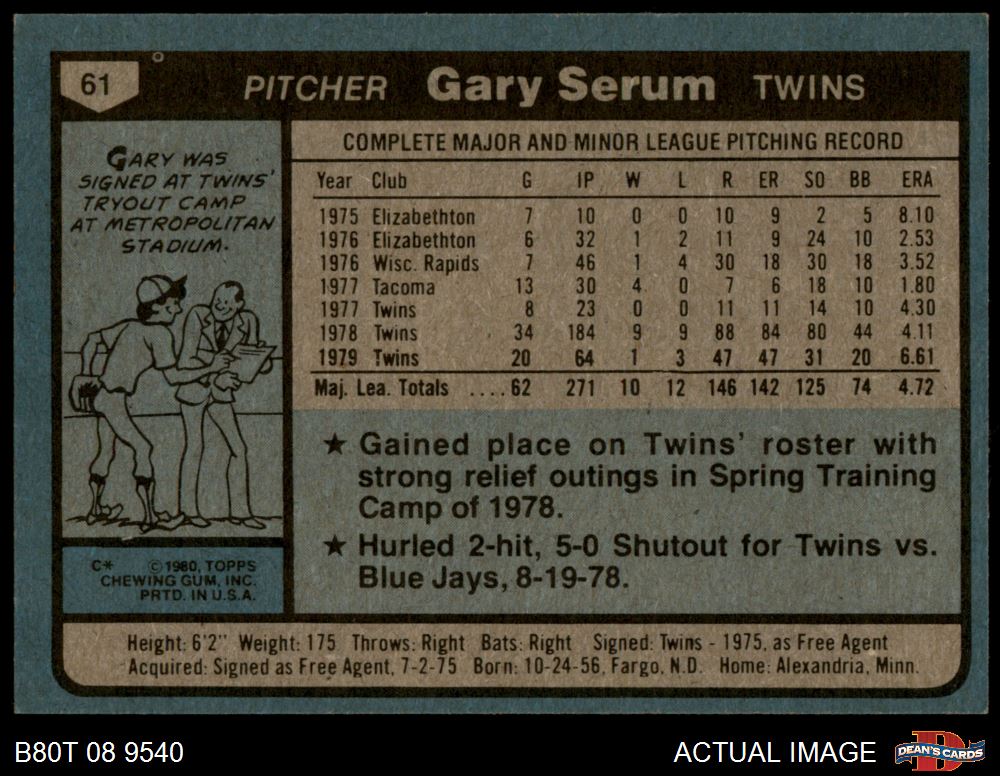 61
PITCHER Gary Serum TWINS
GARY WAS
SIGNED AT TWINS'
TRYOUT CAMP
AT METROPOLITAN
STADIUM.
COMPLETE MAJOR AND MINOR LEAGUE PITCHING RECORD
Year Club G IP W L R ER SO BB ERA
1975 Elizabethton 7 10 0 0 10 9 2 5 8.10
1976 Elizabethton 6 32 1 2 11 9 24 10 2.53
1976 Wisc. Rapids 7 46 1 4 30 18 30 18 3.52
1977 Tacoma 13 30 4 0 7 6 18 10 1.80
1977 Twins 8 23 0 0 11 11 14 10 4.30
1978 Twins 34 184 9 9 88 84 80 44 4.11
1979 Twins 20 64 1 3 47 47 31 20 6.61
Maj. Lea. Totals ....62 271 10 12 146 142 125 74 4.72
★ Gained place on Twins' roster with
strong relief outings in Spring Training
Camp of 1978.
★ Hurled 2-hit, 5-0 Shutout for Twins vs.
Blue Jays, 8-19-78.
C* ©1980, TOPPS
CHEWING GUM, INC.
PRTD. IN U.S.A.
Height: 6'2" Weight: 175 Throws: Right Bats: Right Signed: Twins - 1975, as Free Agent
Acquired: Signed as Free Agent, 7-2-75 Born: 10-24-56, Fargo, N.D. Home: Alexandria, Minn.
B80T 08 9540
ACTUAL IMAGE
DEAN'S CARDS